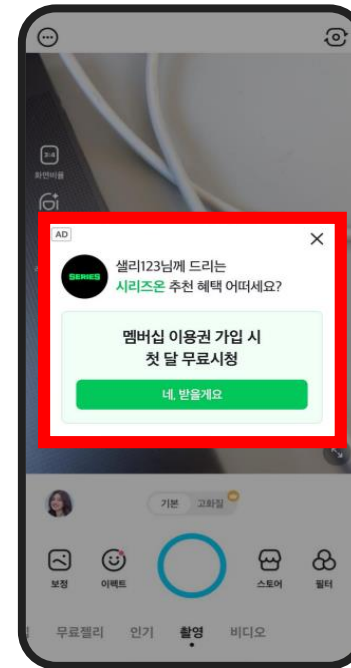 3:4
화면비율
AD
SERIES
샐리123님께 드리는
시리즈온 추천 혜택 어떠세요?
멤버십 이용권 가입 시
첫 달 무료시청
네, 받을게요
기본 고화질
보정 이펙트 스토어 필터
무료젤리 인기 촬영 비디오